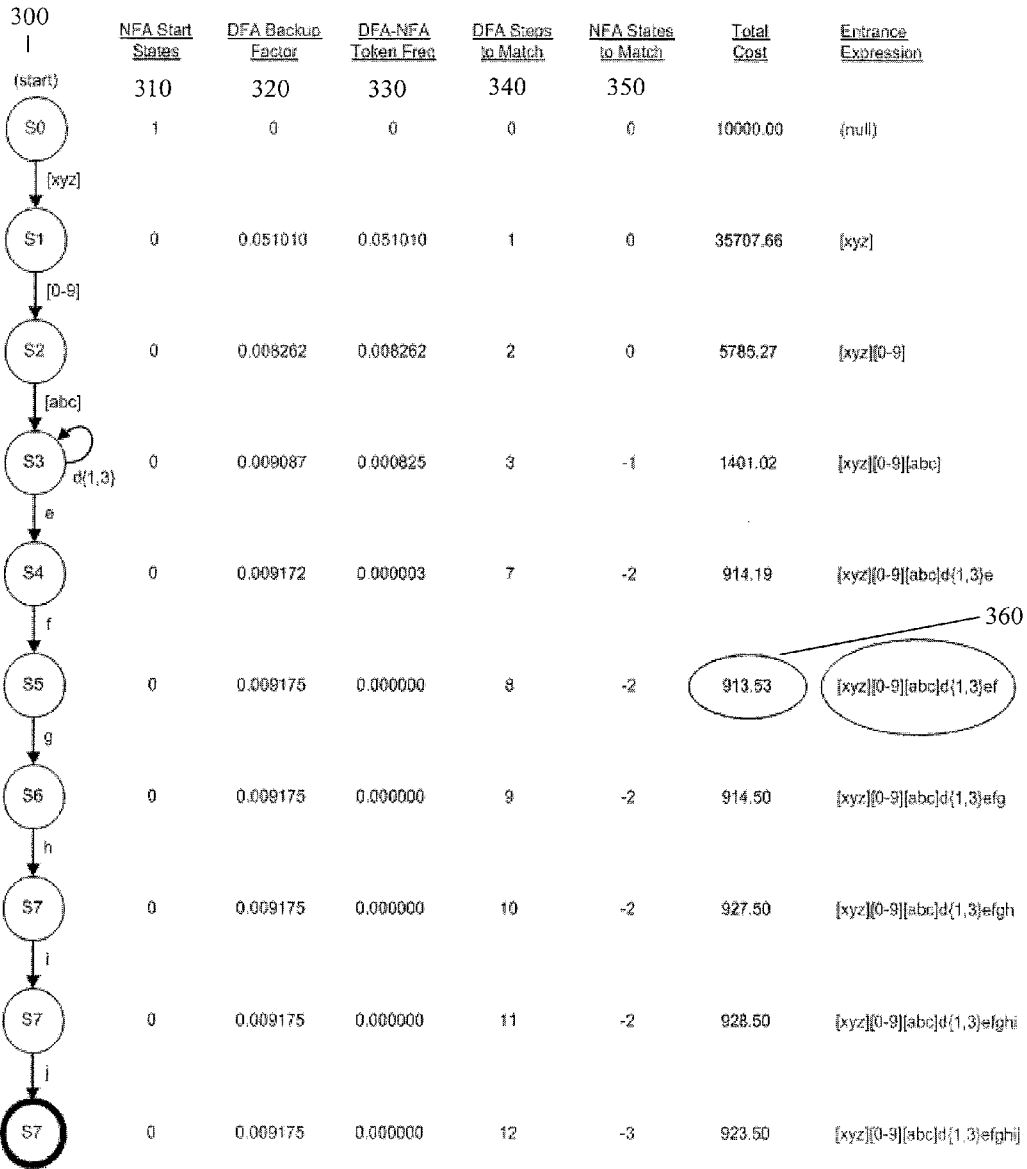 300
NFA Start States DFA Backup Factor DFA-NFA Token Freq DFA Steps to Match NFA States to Match Total Cost Entrance Expression
310 320 330 340 350
(start)
S0 1 0 0 0 0 10000.00 (null)
[xyz]
S1 0 0.051010 0.051010 1 0 35707.66 [xyz]
[0-9]
S2 0 0.008262 0.008262 2 0 5785.27 [xyz][0-9]
[abc]
S3 0 0.009087 0.000825 3 -1 1401.02 [xyz][0-9][abc]
d{1,3}
e
S4 0 0.009172 0.000003 7 -2 914.19 [xyz][0-9][abc]d{1,3}e
f
360
S5 0 0.009175 0.000000 8 -2 913.53 [xyz][0-9][abc]d{1,3}ef
g
S6 0 0.009175 0.000000 9 -2 914.50 [xyz][0-9][abc]d{1,3}efg
h
S7 0 0.009175 0.000000 10 -2 927.50 [xyz][0-9][abc]d{1,3}efgh
i
S7 0 0.009175 0.000000 11 -2 928.50 [xyz][0-9][abc]d{1,3}efghi
j
S7 0 0.009175 0.000000 12 -3 923.50 [xyz][0-9][abc]d{1,3}efghij